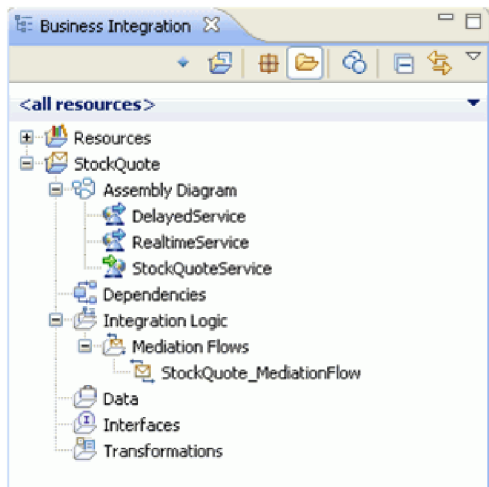 Business Integration
<all resources>
Resources
StockQuote
Assembly Diagram
DelayedService
RealtimeService
StockQuoteService
Dependencies
Integration Logic
Mediation Flows
StockQuote_MediationFlow
Data
Interfaces
Transformations